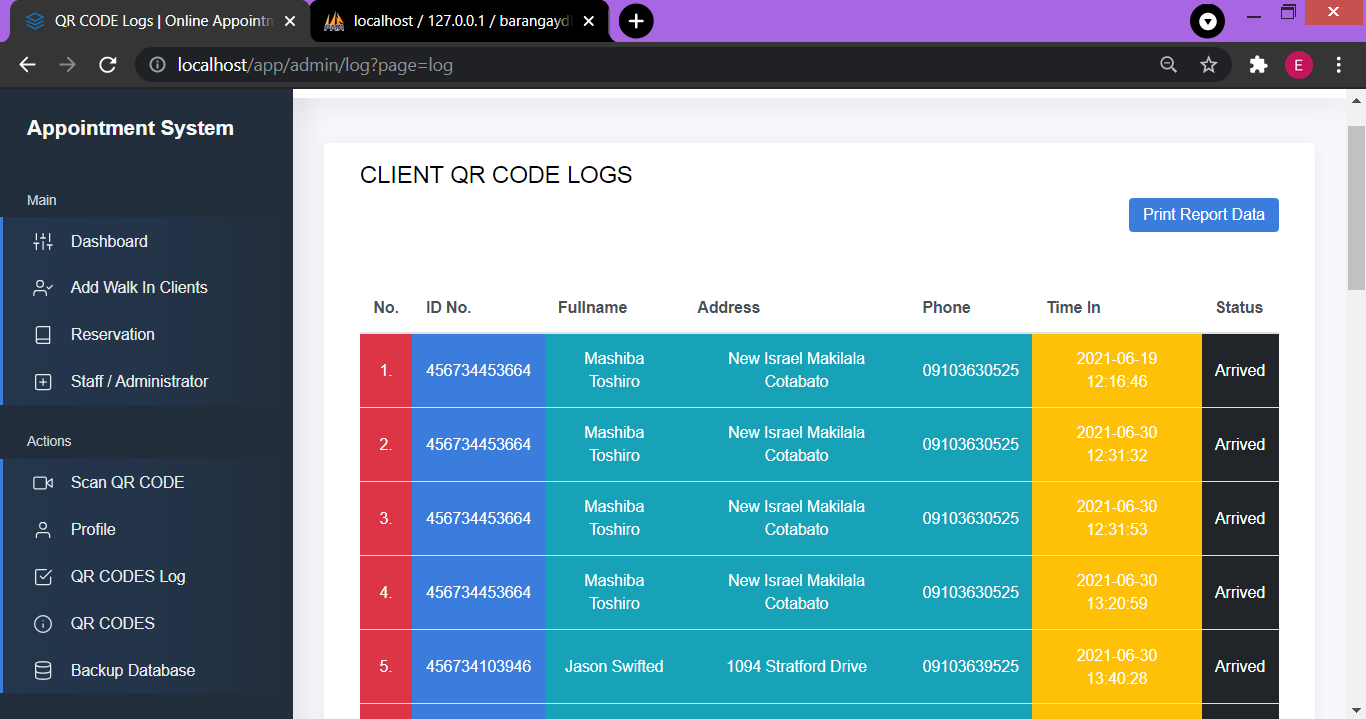 QR CODE Logs | Online Appointm
localhost / 127.0.0.1 / barangayd
localhost/app/admin/log?page=log
E
Appointment System
Main
Dashboard
Add Walk In Clients
Reservation
Staff / Administrator
Actions
Scan QR CODE
Profile
QR CODES Log
QR CODES
Backup Database
CLIENT QR CODE LOGS
Print Report Data
No. ID No. Fullname Address Phone Time In Status
1. 456734453664 Mashiba Toshiro New Israel Makilala Cotabato 09103630525 2021-06-19 12:16:46 Arrived
2. 456734453664 Mashiba Toshiro New Israel Makilala Cotabato 09103630525 2021-06-30 12:31:32 Arrived
3. 456734453664 Mashiba Toshiro New Israel Makilala Cotabato 09103630525 2021-06-30 12:31:53 Arrived
4. 456734453664 Mashiba Toshiro New Israel Makilala Cotabato 09103630525 2021-06-30 13:20:59 Arrived
5. 456734103946 Jason Swifted 1094 Stratford Drive 09103639525 2021-06-30 13:40:28 Arrived